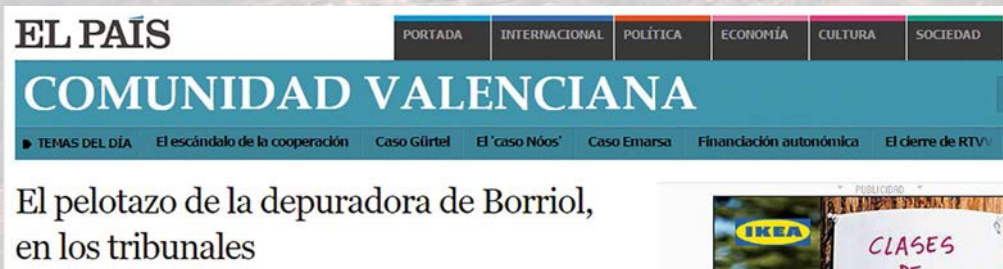 EL PAÍS
PORTADA INTERNACIONAL POLÍTICA ECONOMÍA CULTURA SOCIEDAD
COMUNIDAD VALENCIANA
TEMAS DEL DÍA El escándalo de la cooperación Caso Gürtel El 'caso Nóos' Caso Emarsa Financiación autonómica El cierre de RTVV
El pelotazo de la depuradora de Borriol,
en los tribunales
PUBLICIDAD
IKEA
CLASES
DE